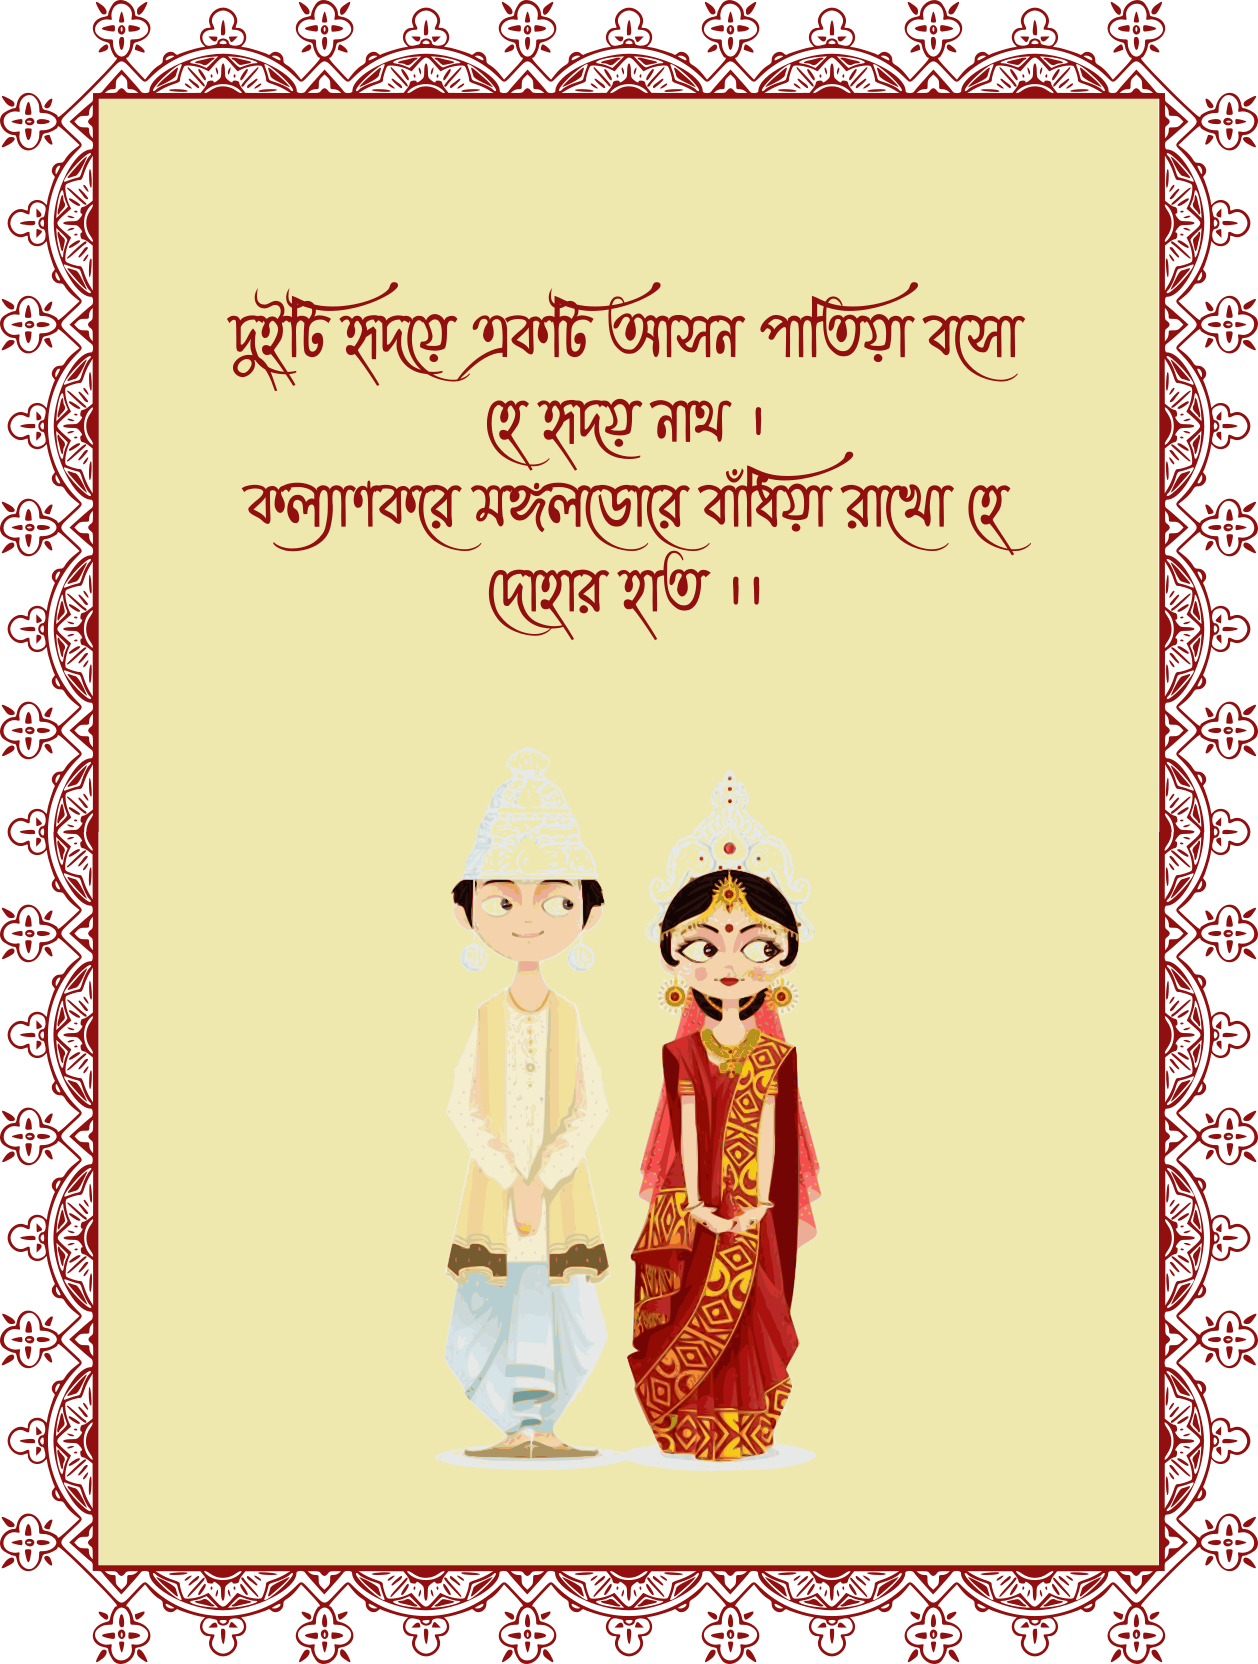 দুইটি হৃদয়ে একটি আসন পাতিয়া বসো
হে হৃদয় নাথ ।
কল্যাণকরে মঙ্গলডোরে বাঁধিয়া রাখো হে
দোহার হাত ।।